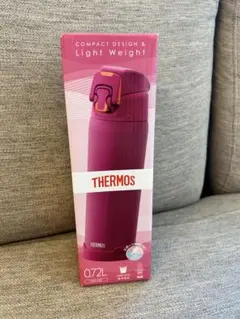 COMPACT DESIGN &
Light Weight
THERMOS
THERMOS
0.72L